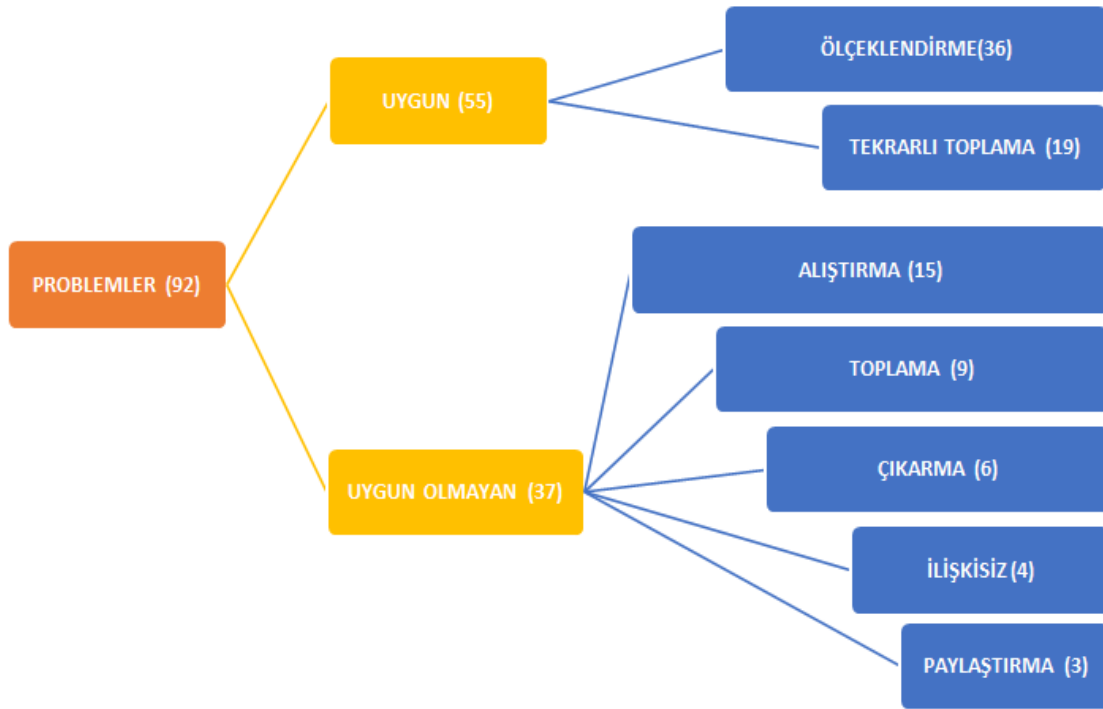 PROBLEMLER (92)
UYGUN (55)
ÖLÇEKLENDİRME(36)
TEKRARLI TOPLAMA (19)
UYGUN OLMAYAN (37)
ALIŞTIRMA (15)
TOPLAMA (9)
ÇIKARMA (6)
İLİŞKİSİZ (4)
PAYLAŞTIRMA (3)